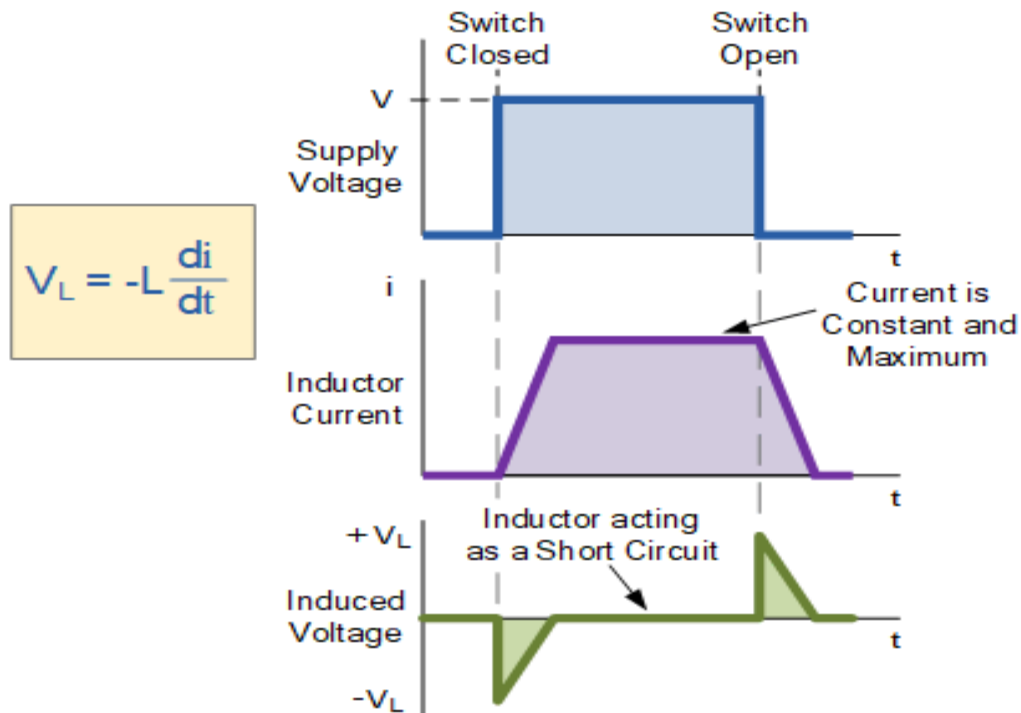 Switch
Closed
Switch
Open
V
Supply
Voltage
t
V_L = -L di/dt
i
Current is
Constant and
Maximum
Inductor
Current
t
Inductor acting
as a Short Circuit
+V_L
Induced
Voltage
t
-V_L